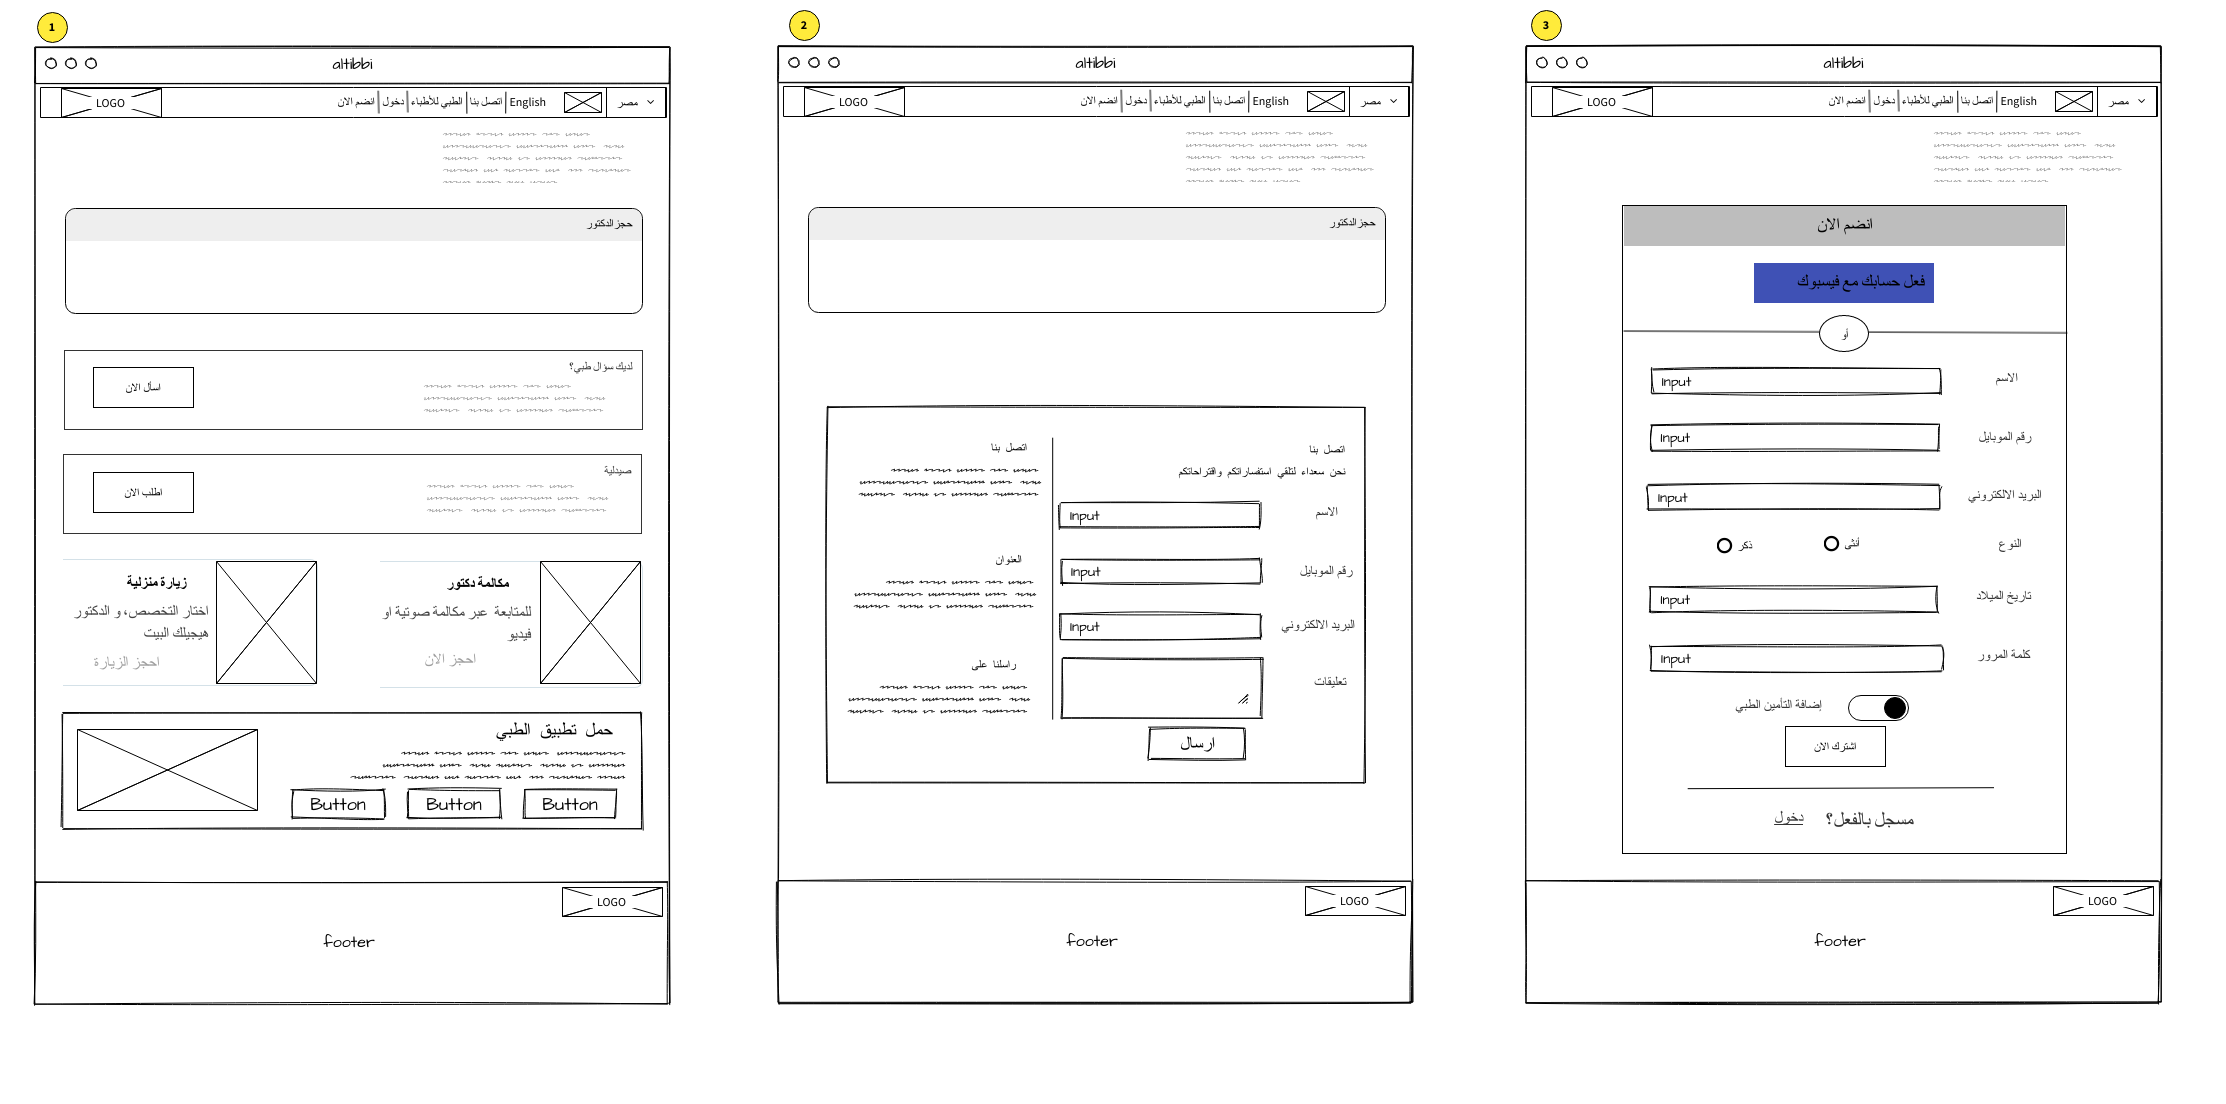 1
altibbi
LOGO
انضم الان | دخول | الطبي للأطباء | اتصل بنا | English
مصر
حجز الدكتور
لديك سؤال طبي؟
اسأل الان
صيدلية
اطلب الان
مكالمة دكتور
للمتابعة عبر مكالمة صوتية او
فيديو
احجز الان
زيارة منزلية
اختار التخصص، و الدكتور
هيجيلك البيت
احجز الزيارة
حمل تطبيق الطبي
Button
Button
Button
LOGO
footer
2
altibbi
LOGO
انضم الان | دخول | الطبي للأطباء | اتصل بنا | English
مصر
حجز الدكتور
اتصل بنا
نحن سعداء لتلقي استفساراتكم واقتراحاتكم
الاسم
Input
رقم الموبايل
Input
البريد الالكتروني
Input
تعليقات
ارسال
اتصل بنا
العنوان
راسلنا على
LOGO
footer
3
altibbi
LOGO
انضم الان | دخول | الطبي للأطباء | اتصل بنا | English
مصر
انضم الان
فعل حسابك مع فيسبوك
أو
الاسم
Input
رقم الموبايل
Input
البريد الالكتروني
Input
النوع
أنثى
ذكر
تاريخ الميلاد
Input
كلمة المرور
Input
إضافة التأمين الطبي
اشترك الان
مسجل بالفعل؟ دخول
LOGO
footer